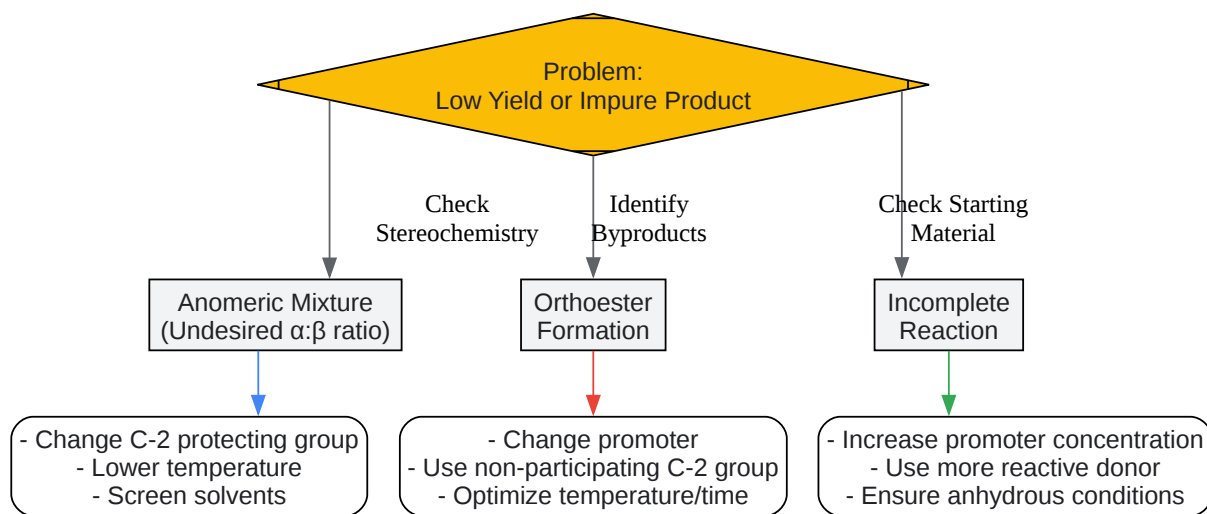 Problem:
Low Yield or Impure Product
Check
Stereochemistry
Identify
Byproducts
Check Starting
Material
Anomeric Mixture
(Undesired α:β ratio)
Orthoester
Formation
Incomplete
Reaction
- Change C-2 protecting group
- Lower temperature
- Screen solvents
- Change promoter
- Use non-participating C-2 group
- Optimize temperature/time
- Increase promoter concentration
- Use more reactive donor
- Ensure anhydrous conditions